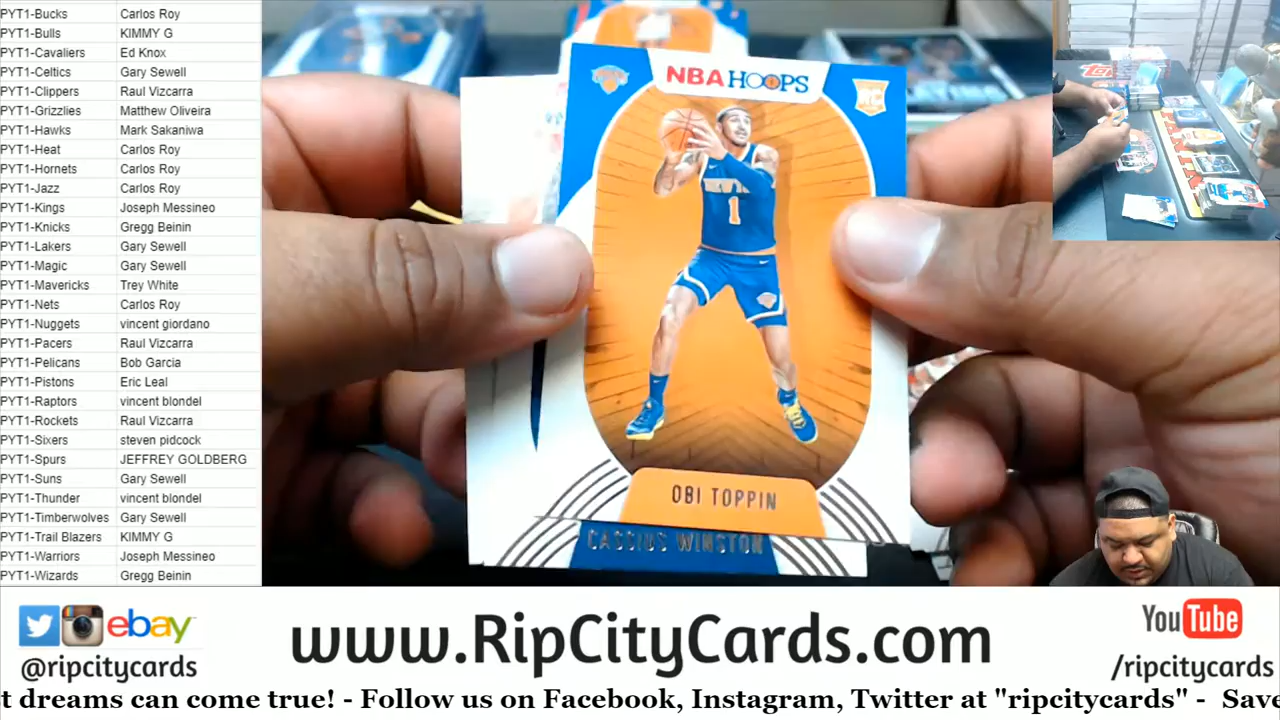 PYT1-Bucks Carlos Roy
PYT1-Bulls KIMMY G
PYT1-Cavaliers Ed Knox
PYT1-Celtics Gary Sewell
PYT1-Clippers Raul Vizcarra
PYT1-Grizzlies Matthew Oliveira
PYT1-Hawks Mark Sakaniwa
PYT1-Heat Carlos Roy
PYT1-Hornets Carlos Roy
PYT1-Jazz Carlos Roy
PYT1-Kings Joseph Messineo
PYT1-Knicks Gregg Beinin
PYT1-Lakers Gary Sewell
PYT1-Magic Gary Sewell
PYT1-Mavericks Trey White
PYT1-Nets Carlos Roy
PYT1-Nuggets vincent giordano
PYT1-Pacers Raul Vizcarra
PYT1-Pelicans Bob Garcia
PYT1-Pistons Eric Leal
PYT1-Raptors vincent blondel
PYT1-Rockets Raul Vizcarra
PYT1-Sixers steven pidcock
PYT1-Spurs JEFFREY GOLDBERG
PYT1-Suns Gary Sewell
PYT1-Thunder vincent blondel
PYT1-Timberwolves Gary Sewell
PYT1-Trail Blazers KIMMY G
PYT1-Warriors Joseph Messineo
PYT1-Wizards Gregg Beinin
NBA HOOPS
RC
NEW Y
1
OBI TOPPIN
CASSIUS WINSTON
ebay
@ripcitycards
www.RipCityCards.com
YouTube
/ripcitycards
t dreams can come true! - Follow us on Facebook, Instagram, Twitter at "ripcitycards" - Save